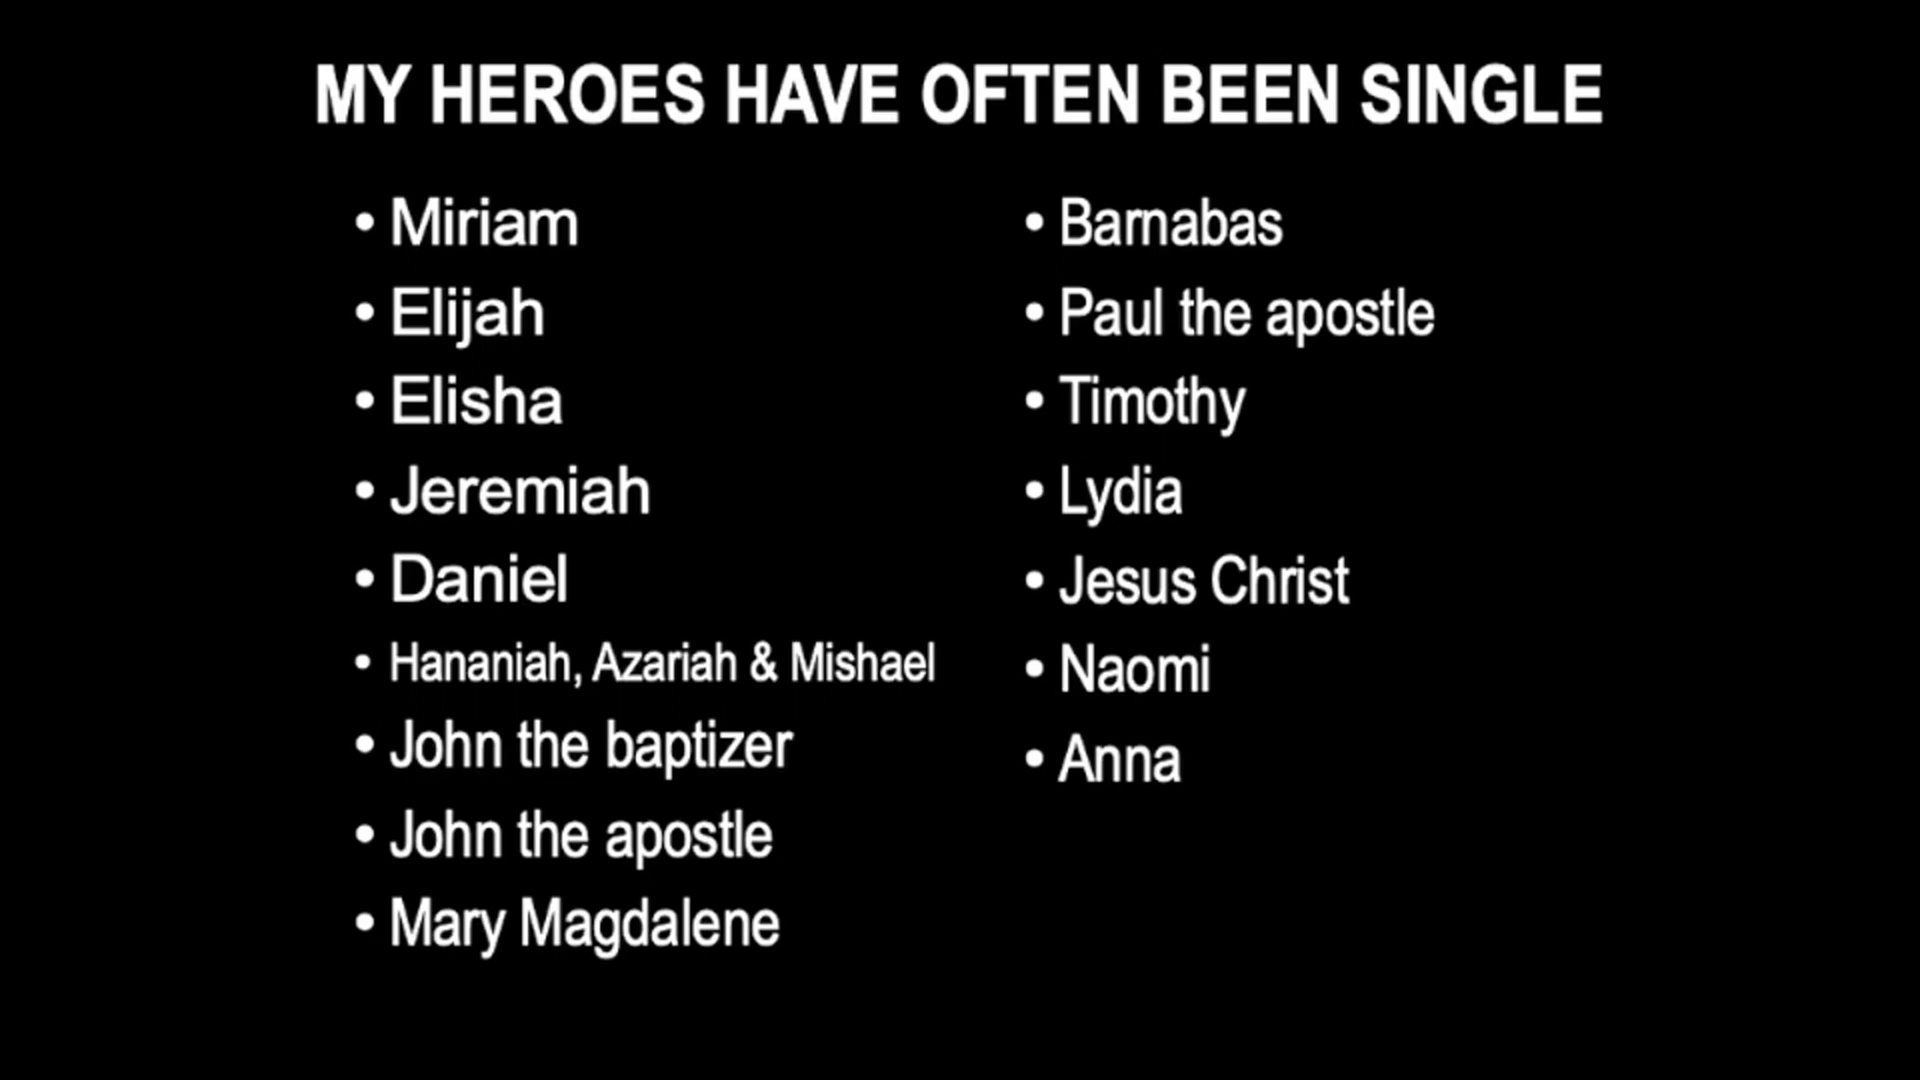 MY HEROES HAVE OFTEN BEEN SINGLE
• Miriam
• Elijah
• Elisha
• Jeremiah
• Daniel
• Hananiah, Azariah & Mishael
• John the baptizer
• John the apostle
• Mary Magdalene
• Barnabas
• Paul the apostle
• Timothy
• Lydia
• Jesus Christ
• Naomi
• Anna